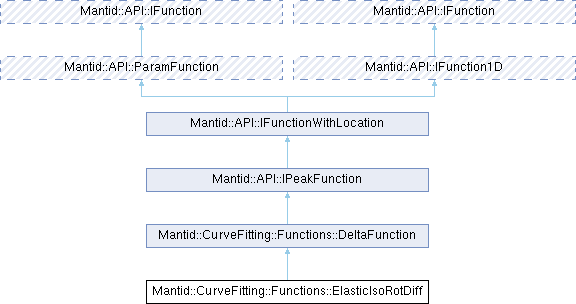 Mantid::API::IFunction
Mantid::API::IFunction
Mantid::API::ParamFunction
Mantid::API::IFunction1D
Mantid::API::IFunctionWithLocation
Mantid::API::IPeakFunction
Mantid::CurveFitting::Functions::DeltaFunction
Mantid::CurveFitting::Functions::ElasticIsoRotDiff